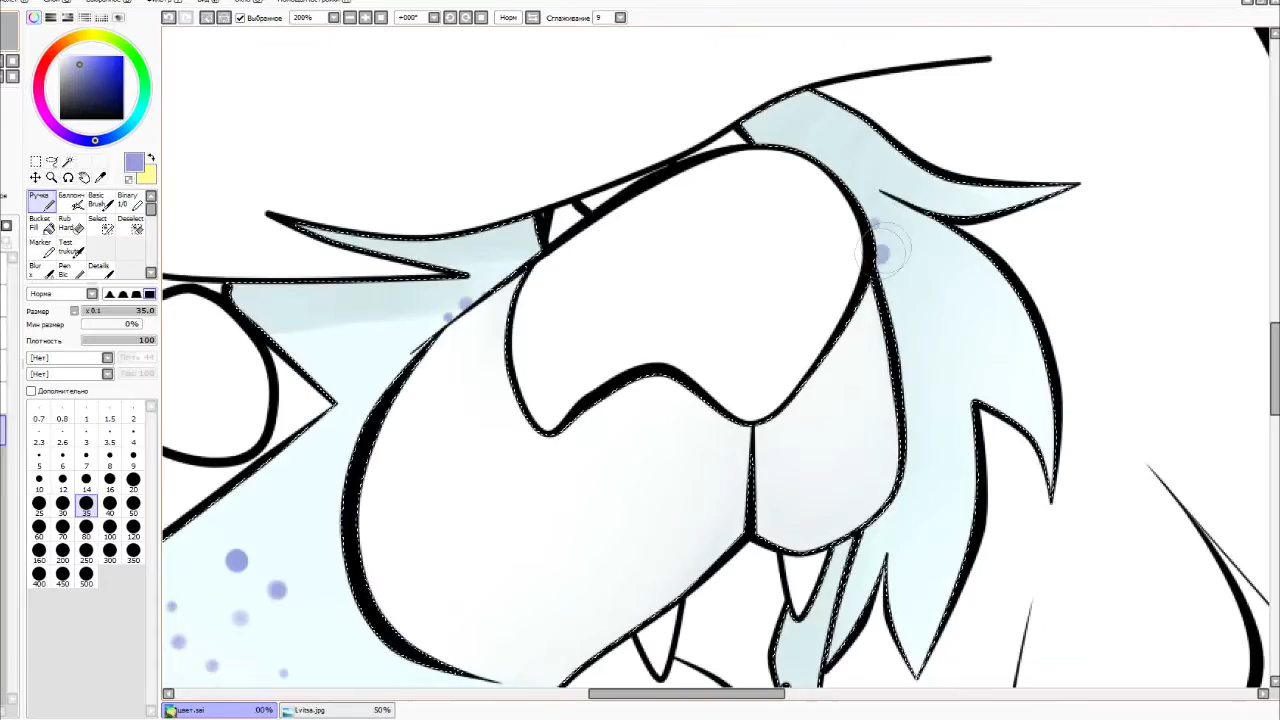 Выбранное 200% +000° Норм Сглаживание 9
Ручка Баллонч. Basic Brush Binary 1/0
Bucket Fill Rub Hard Select Deselect
Marker Test
Blur Pen Details
Норма
Размер x 0.1 35.0
Мин размер 0%
Плотность 100
[Нет]
[Нет]
Дополнительно
0.7 0.8 1 1.5 2
2.3 2.6 3 3.5 4
5 6 7 8 9
10 12 14 16 20
25 30 35 40 50
60 70 80 100 120
160 200 250 300 350
400 450 500
цвет.sai 00% Lvitsa.jpg 50%